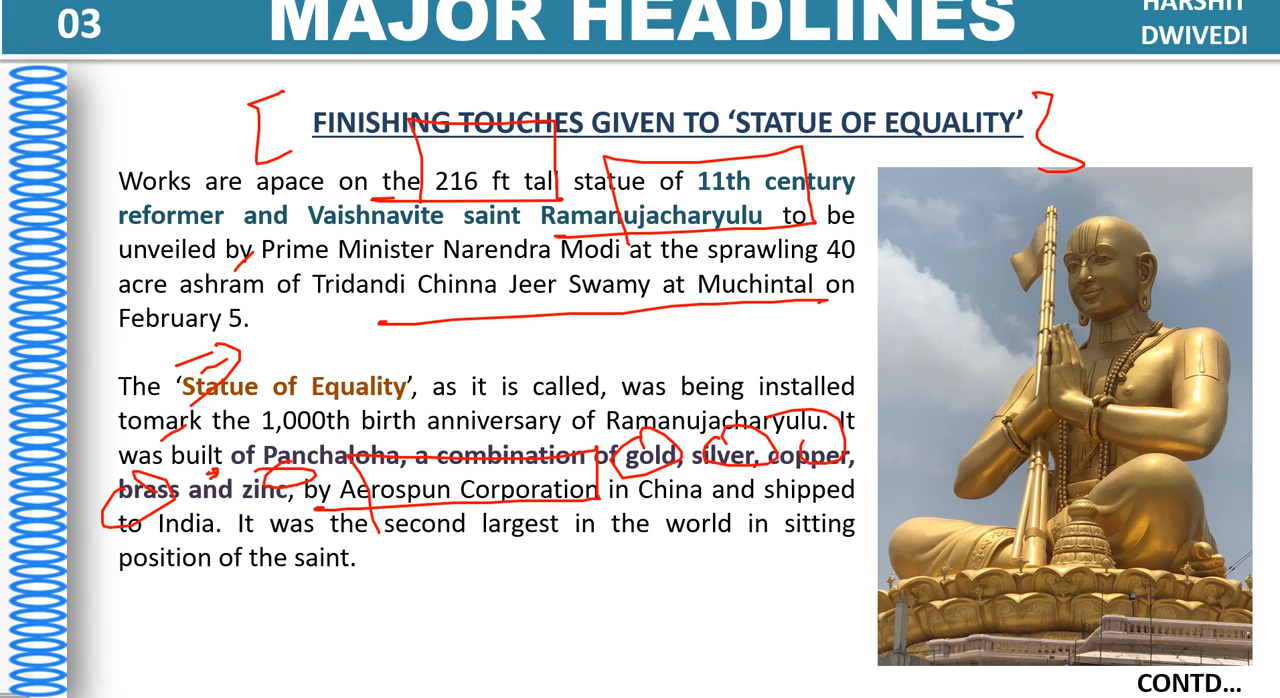 03
MAJOR HEADLINES
HARSHIT
DWIVEDI
FINISHING TOUCHES GIVEN TO ‘STATUE OF EQUALITY’
Works are apace on the 216 ft tall statue of 11th century
reformer and Vaishnavite saint Ramanujacharyulu to be
unveiled by Prime Minister Narendra Modi at the sprawling 40
acre ashram of Tridandi Chinna Jeer Swamy at Muchintal on
February 5.
The ‘Statue of Equality’, as it is called, was being installed
tomark the 1,000th birth anniversary of Ramanujacharyulu. It
was built of Panchaloha, a combination of gold, silver, copper,
brass and zinc, by Aerospun Corporation in China and shipped
to India. It was the second largest in the world in sitting
position of the saint.
CONTD...